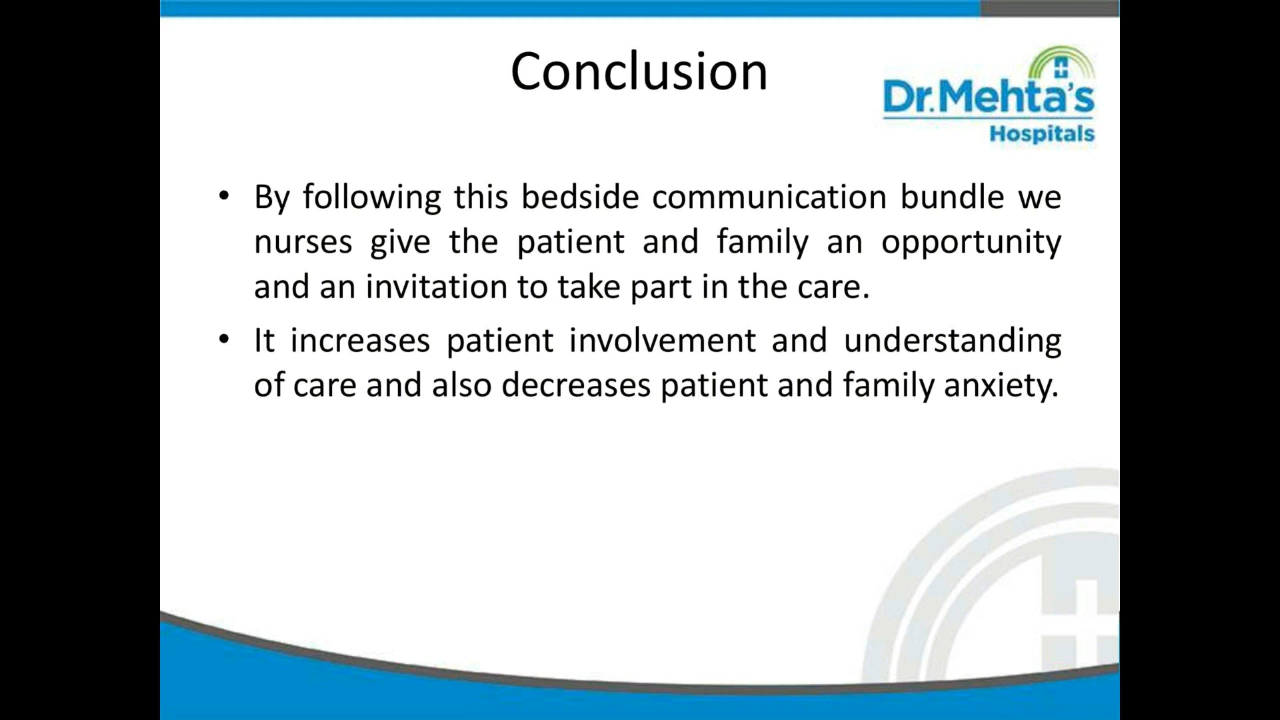 Conclusion
Dr.Mehta's
Hospitals
• By following this bedside communication bundle we
nurses give the patient and family an opportunity
and an invitation to take part in the care.
• It increases patient involvement and understanding
of care and also decreases patient and family anxiety.